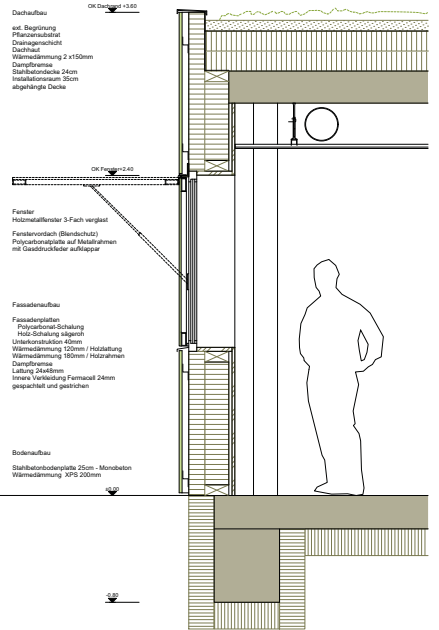 Dachaufbau
OK Dachrand +3.60
ext. Begrünung
Pflanzensubstrat
Drainagenschicht
Dachhaut
Wärmedämmung 2 x150mm
Dampfbremse
Stahlbetondecke 24cm
Installationsraum 35cm
abgehängte Decke
OK Fenster+2.40
Fenster
Holzmetallfenster 3-Fach verglast
Fenstervordach (Blendschutz)
Polycarbonatplatte auf Metallrahmen
mit Gasddruckfeder aufklappar
Fassadenaufbau
Fassadenplatten
Polycarbonat-Schalung
Holz-Schalung sägeroh
Unterkonstruktion 40mm
Wärmedämmung 120mm / Holzlattung
Wärmedämmung 180mm / Holzrahmen
Dampfbremse
Lattung 24x48mm
Innere Verkleidung Fermacell 24mm
gespachtelt und gestrichen
Bodenaufbau
Stahlbetonbodenplatte 25cm - Monobeton
Wärmedämmung XPS 200mm
±0.00
-0.80